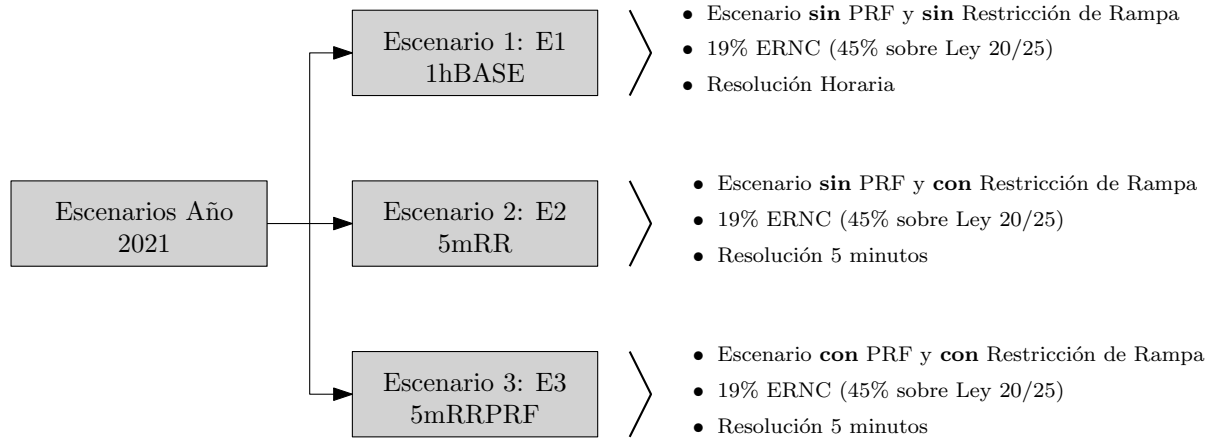 Escenarios Año
2021
Escenario 1: E1
1hBASE
• Escenario sin PRF y sin Restricción de Rampa
• 19% ERNC (45% sobre Ley 20/25)
• Resolución Horaria
Escenario 2: E2
5mRR
• Escenario sin PRF y con Restricción de Rampa
• 19% ERNC (45% sobre Ley 20/25)
• Resolución 5 minutos
Escenario 3: E3
5mRRPRF
• Escenario con PRF y con Restricción de Rampa
• 19% ERNC (45% sobre Ley 20/25)
• Resolución 5 minutos